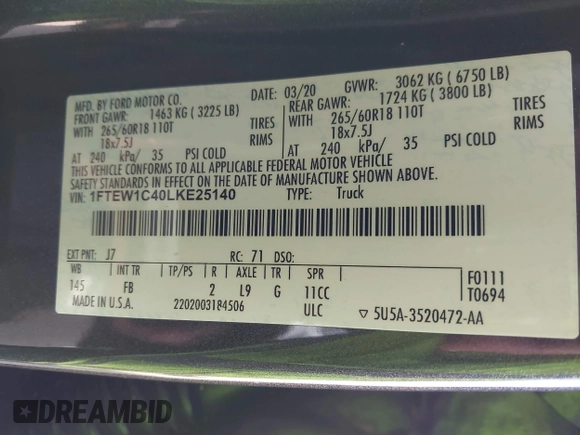 MFD. BY FORD MOTOR CO. DATE: 03/20 GVWR: 3062 KG ( 6750 LB)
FRONT GAWR: 1463 KG ( 3225 LB) REAR GAWR: 1724 KG ( 3800 LB)
WITH 265/60R18 110T TIRES WITH 265/60R18 110T TIRES
18x7.5J RIMS 18x7.5J RIMS
AT 240 kPa/ 35 PSI COLD AT 240 kPa/ 35 PSI COLD
THIS VEHICLE CONFORMS TO ALL APPLICABLE FEDERAL MOTOR VEHICLE
SAFETY STANDARDS IN EFFECT ON THE DATE OF MANUFACTURE SHOWN ABOVE.
VIN: 1FTEW1C40LKE25140 TYPE: Truck
EXT PNT: J7 RC: 71 DSO:
WB INT TR TP/PS R AXLE TR SPR F0111
145 FB 2 L9 G 11CC T0694
MADE IN U.S.A. 2202003184506 ULC 5U5A-3520472-AA
DREAMBID